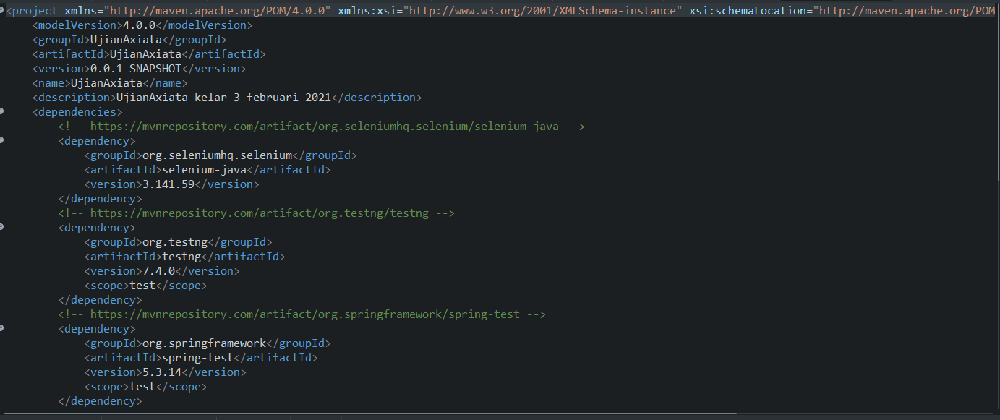 <project xmlns="http://maven.apache.org/POM/4.0.0" xmlns:xsi="http://www.w3.org/2001/XMLSchema-instance" xsi:schemaLocation="http://maven.apache.org/POM
<modelVersion>4.0.0</modelVersion>
<groupId>UjianAxiata</groupId>
<artifactId>UjianAxiata</artifactId>
<version>0.0.1-SNAPSHOT</version>
<name>UjianAxiata</name>
<description>UjianAxiata kelar 3 februari 2021</description>
<dependencies>
<!-- https://mvnrepository.com/artifact/org.seleniumhq.selenium/selenium-java -->
<dependency>
<groupId>org.seleniumhq.selenium</groupId>
<artifactId>selenium-java</artifactId>
<version>3.141.59</version>
</dependency>
<!-- https://mvnrepository.com/artifact/org.testng/testng -->
<dependency>
<groupId>org.testng</groupId>
<artifactId>testng</artifactId>
<version>7.4.0</version>
<scope>test</scope>
</dependency>
<!-- https://mvnrepository.com/artifact/org.springframework/spring-test -->
<dependency>
<groupId>org.springframework</groupId>
<artifactId>spring-test</artifactId>
<version>5.3.14</version>
<scope>test</scope>
</dependency>